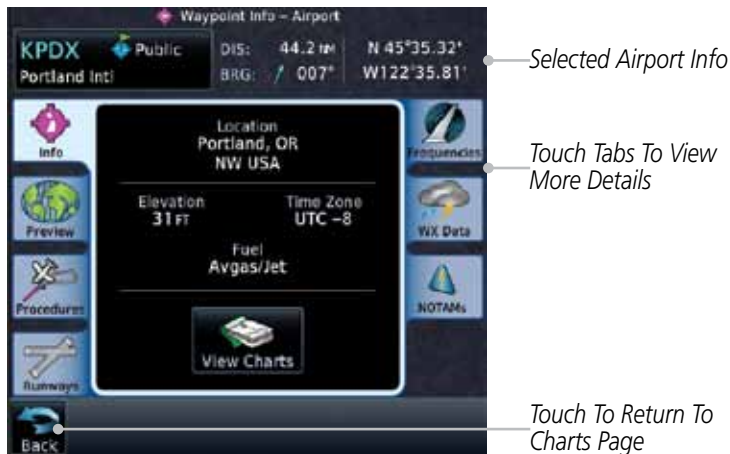 Waypoint Info – Airport
KPDX Public DIS: 44.2 NM N 45°35.32'
Portland Intl BRG: 007° W122°35.81'
Selected Airport Info
Info
Location
Portland, OR
NW USA
Frequencies
Touch Tabs To View
More Details
Preview
Elevation Time Zone
31 FT UTC –8
WX Data
Fuel
Avgas/Jet
Procedures
NOTAMs
View Charts
Runways
Back
Touch To Return To
Charts Page